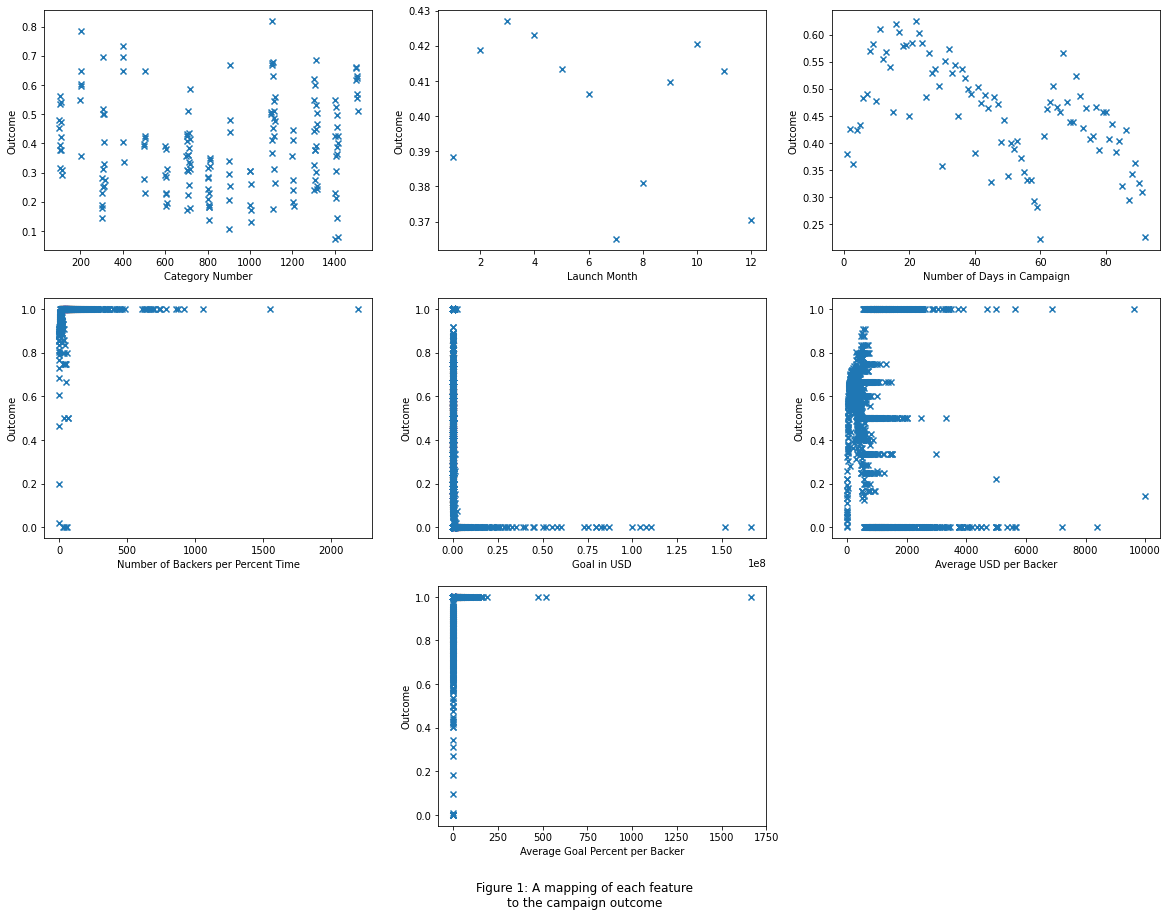 0.8
0.7
0.6
0.5
0.4
0.3
0.2
0.1
Outcome
200 400 600 800 1000 1200 1400
Category Number
0.43
0.42
0.41
0.40
0.39
0.38
0.37
Outcome
2 4 6 8 10 12
Launch Month
0.60
0.55
0.50
0.45
0.40
0.35
0.30
0.25
Outcome
0 20 40 60 80
Number of Days in Campaign
1.0
0.8
0.6
0.4
0.2
0.0
Outcome
0 500 1000 1500 2000
Number of Backers per Percent Time
1.0
0.8
0.6
0.4
0.2
0.0
Outcome
0.00 0.25 0.50 0.75 1.00 1.25 1.50
1e8
Goal in USD
1.0
0.8
0.6
0.4
0.2
0.0
Outcome
0 2000 4000 6000 8000 10000
Average USD per Backer
1.0
0.8
0.6
0.4
0.2
0.0
Outcome
0 250 500 750 1000 1250 1500 1750
Average Goal Percent per Backer
Figure 1: A mapping of each feature
to the campaign outcome